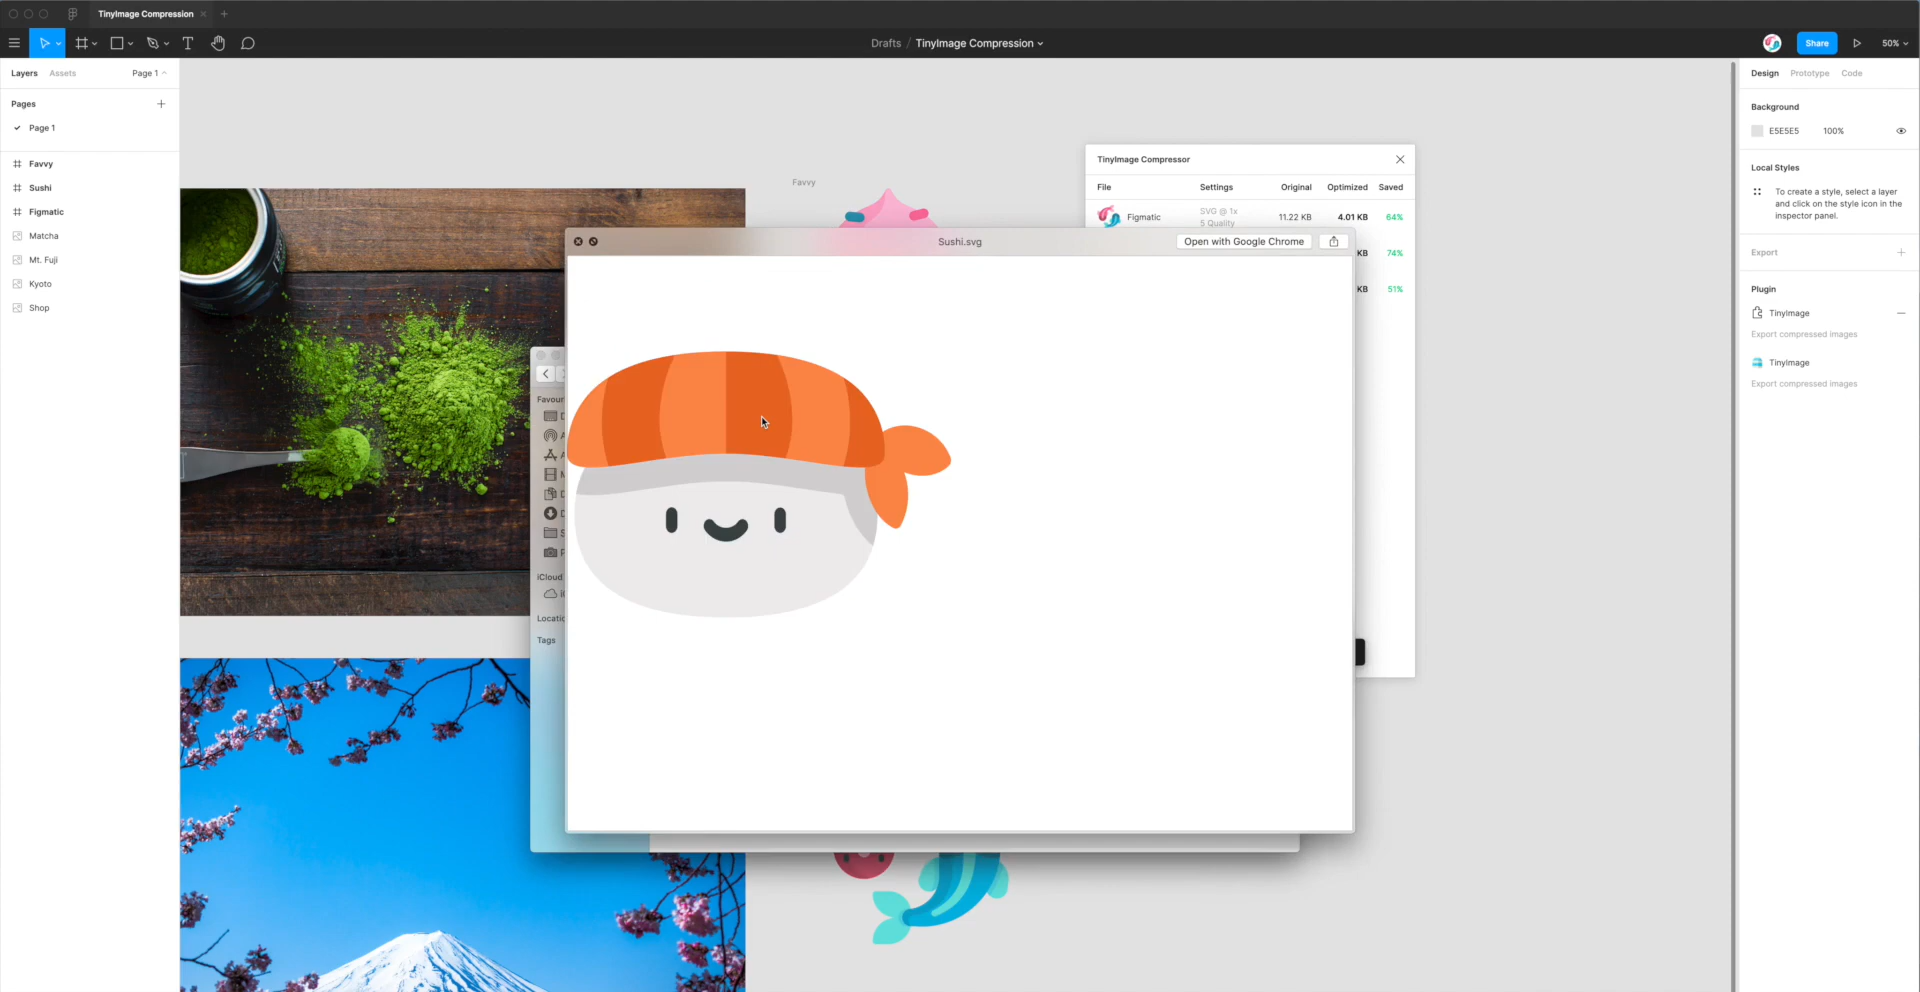 TinyImage Compression
Drafts / TinyImage Compression
Share
50%
Layers
Assets
Page 1
Pages
Page 1
Favvy
Sushi
Figmatic
Matcha
Mt. Fuji
Kyoto
Shop
Favvy
TinyImage Compressor
File
Settings
Original
Optimized
Saved
Figmatic
SVG @ 1x
5 Quality
11.22 KB
4.01 KB
64%
KB
74%
KB
51%
Sushi.svg
Open with Google Chrome
Favour
iCloud
Locatio
Tags
Design
Prototype
Code
Background
E5E5E5
100%
Local Styles
To create a style, select a layer
and click on the style icon in the
inspector panel.
Export
Plugin
TinyImage
Export compressed images
TinyImage
Export compressed images